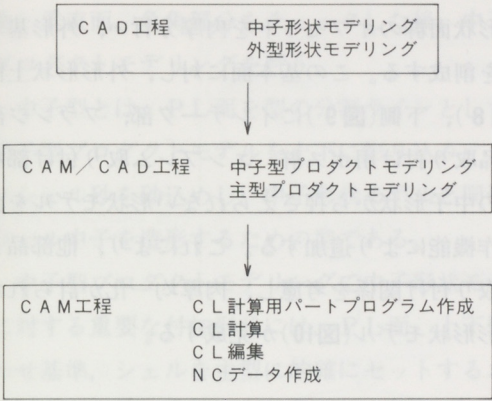 CAD工程 中子形状モデリング
外型形状モデリング
CAM／CAD工程 中子型プロダクトモデリング
主型プロダクトモデリング
CAM工程 CL計算用パートプログラム作成
CL計算
CL編集
NCデータ作成